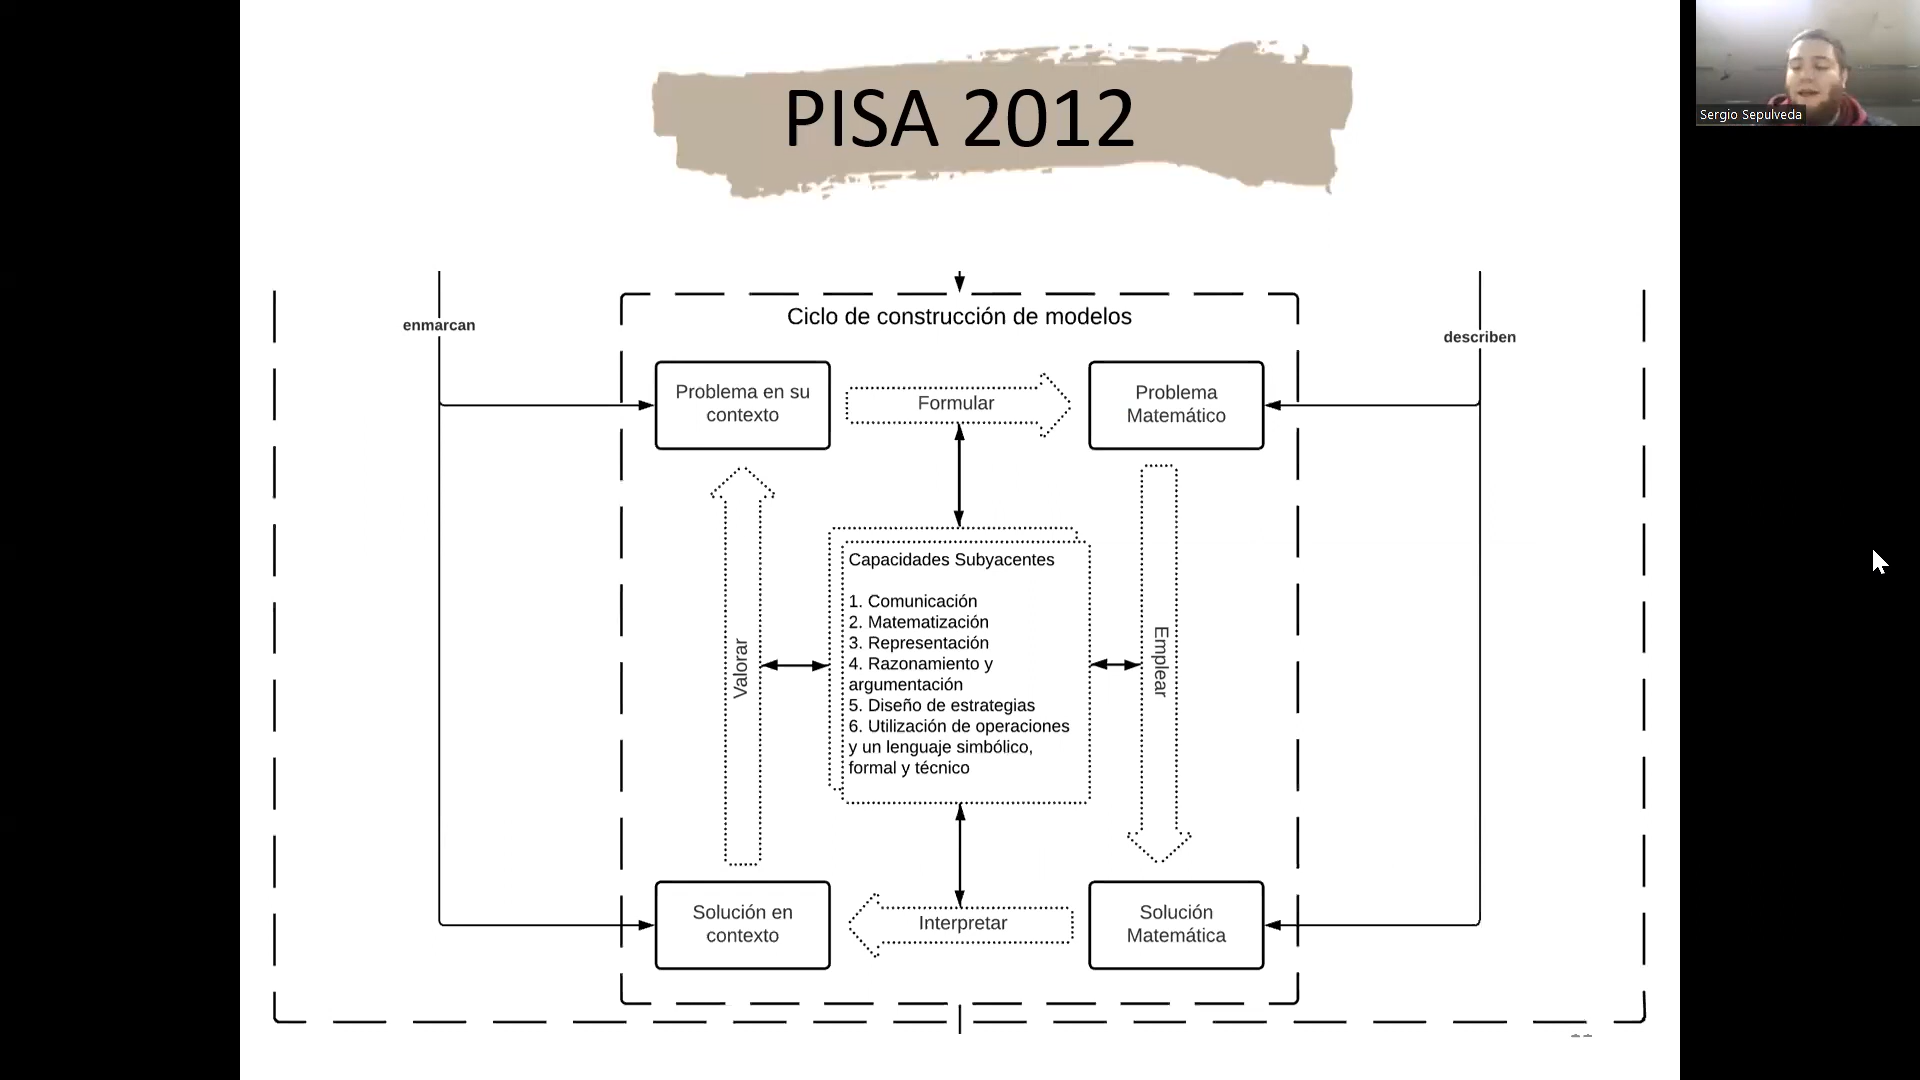 PISA 2012
Sergio Sepulveda
enmarcan
Ciclo de construcción de modelos
describen
Problema en su
contexto
Formular
Problema
Matemático
Capacidades Subyacentes
1. Comunicación
2. Matematización
3. Representación
4. Razonamiento y
argumentación
5. Diseño de estrategias
6. Utilización de operaciones
y un lenguaje simbólico,
formal y técnico
Valorar
Emplear
Solución en
contexto
Interpretar
Solución
Matemática